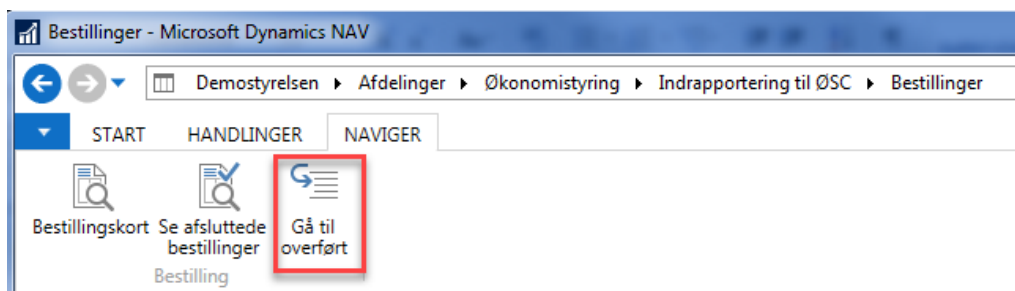 Bestillinger - Microsoft Dynamics NAV
Demostyrelsen ▸ Afdelinger ▸ Økonomistyring ▸ Indrapportering til ØSC ▸ Bestillinger
START HANDLINGER NAVIGER
Bestillingskort Se afsluttede Gå til
bestillinger overført
Bestilling